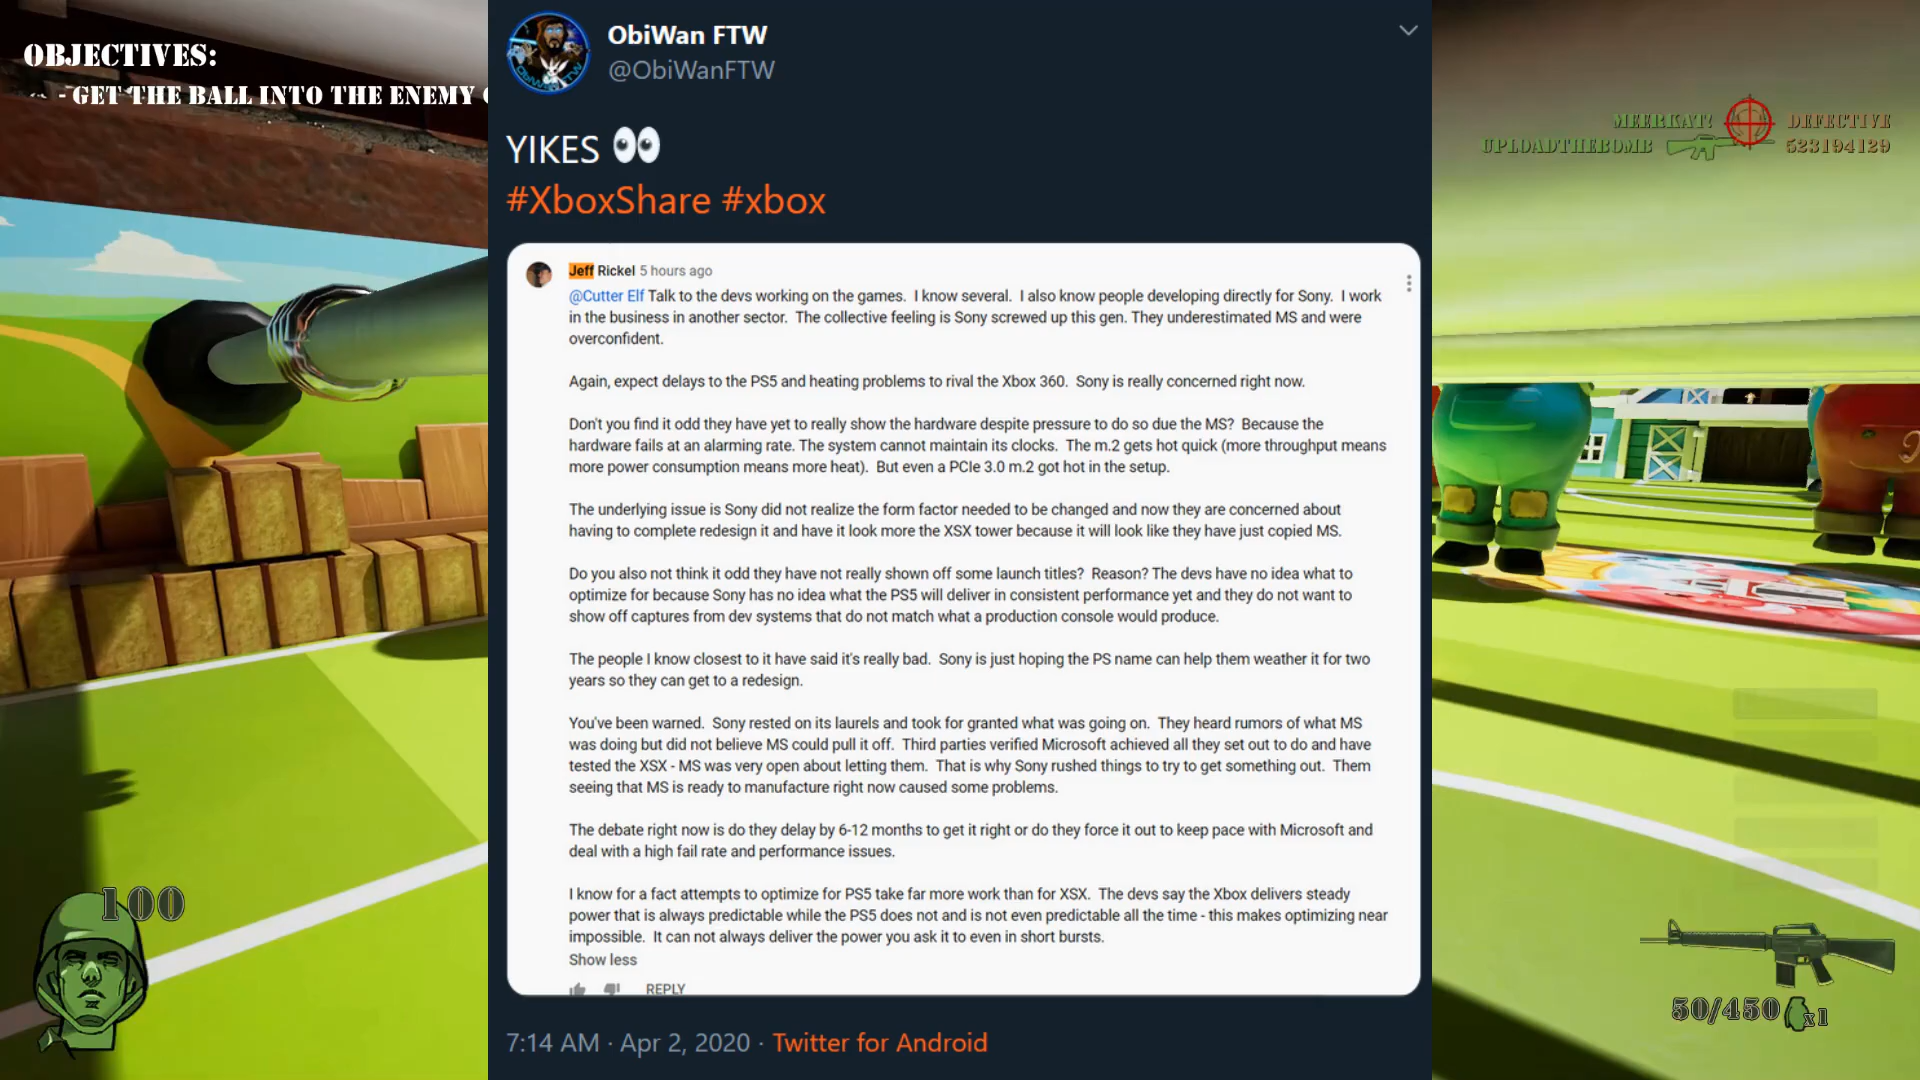 OBJECTIVES:
- GET THE BALL INTO THE ENEMY
ObiWan FTW
@ObiWanFTW
YIKES 👀
#XboxShare #xbox
Jeff Rickel 5 hours ago
@Cutter Elf Talk to the devs working on the games. I know several. I also know people developing directly for Sony. I work
in the business in another sector. The collective feeling is Sony screwed up this gen. They underestimated MS and were
overconfident.
Again, expect delays to the PS5 and heating problems to rival the Xbox 360. Sony is really concerned right now.
Don't you find it odd they have yet to really show the hardware despite pressure to do so due the MS? Because the
hardware fails at an alarming rate. The system cannot maintain its clocks. The m.2 gets hot quick (more throughput means
more power consumption means more heat). But even a PCIe 3.0 m.2 got hot in the setup.
The underlying issue is Sony did not realize the form factor needed to be changed and now they are concerned about
having to complete redesign it and have it look more the XSX tower because it will look like they have just copied MS.
Do you also not think it odd they have not really shown off some launch titles? Reason? The devs have no idea what to
optimize for because Sony has no idea what the PS5 will deliver in consistent performance yet and they do not want to
show off captures from dev systems that do not match what a production console would produce.
The people I know closest to it have said it's really bad. Sony is just hoping the PS name can help them weather it for two
years so they can get to a redesign.
You've been warned. Sony rested on its laurels and took for granted what was going on. They heard rumors of what MS
was doing but did not believe MS could pull it off. Third parties verified Microsoft achieved all they set out to do and have
tested the XSX - MS was very open about letting them. That is why Sony rushed things to try to get something out. Them
seeing that MS is ready to manufacture right now caused some problems.
The debate right now is do they delay by 6-12 months to get it right or do they force it out to keep pace with Microsoft and
deal with a high fail rate and performance issues.
I know for a fact attempts to optimize for PS5 take far more work than for XSX. The devs say the Xbox delivers steady
power that is always predictable while the PS5 does not and is not even predictable all the time - this makes optimizing near
impossible. It can not always deliver the power you ask it to even in short bursts.
Show less
REPLY
7:14 AM · Apr 2, 2020 · Twitter for Android
MEERKAT! DEFECTIVE
UPLOADTHEBOMB 523194129
100
50/450 x1